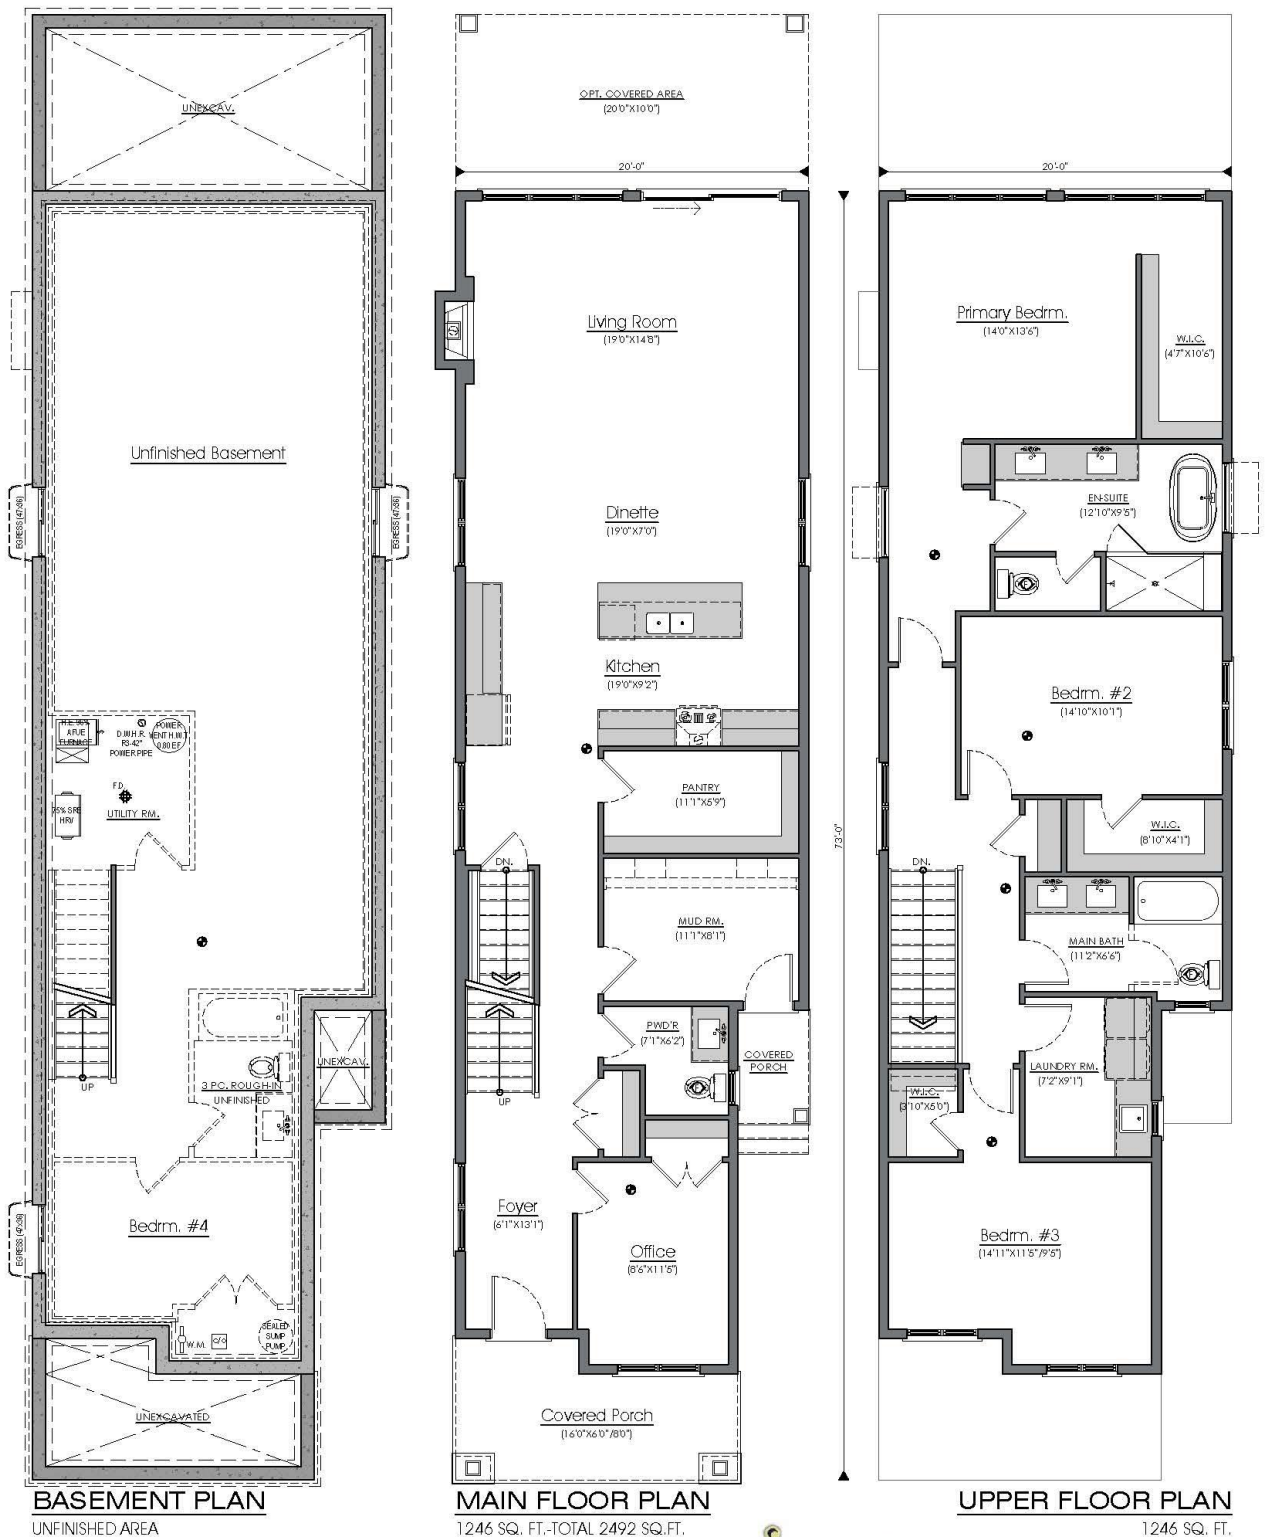 UNEXCAV.
Unfinished Basement
EGRESS (47x36)
EGRESS (47x36)
H.E. 96%
AFUE
FURNACE
D.W.H.R.
R3-42"
POWERPIPE
POWER
VENT H.W.T
0.80 EF
F.D.
75% SRE
HRV
UTILITY RM.
UP
3 PC. ROUGH-IN
UNFINISHED
UNEXCAV.
Bedrm. #4
EGRESS (47x36)
W.M.
C/O
SEALED
SUMP
PUMP
UNEXCAVATED
BASEMENT PLAN
UNFINISHED AREA
OPT. COVERED AREA
(20'0"X10'0")
20'-0"
Living Room
(19'0"X14'8")
Dinette
(19'0"X7'0")
Kitchen
(19'0"X9'2")
PANTRY
(11'1"X5'9")
DN.
MUD RM.
(11'1"X8'1")
PWD'R
(7'1"X6'2")
COVERED
PORCH
UP
Foyer
(6'1"X13'1")
Office
(8'6"X11'5")
Covered Porch
(16'0"X6'0"/8'0")
MAIN FLOOR PLAN
1246 SQ. FT.-TOTAL 2492 SQ.FT.
73'-0"
20'-0"
Primary Bedrm.
(14'0"X13'6")
W.I.C.
(4'7"X10'6")
EN-SUITE
(12'10"X9'5")
Bedrm. #2
(14'10"X10'1")
W.I.C.
(8'10"X4'1")
DN.
MAIN BATH
(11'2"X6'6")
LAUNDRY RM.
(7'2"X9'1")
W.I.C.
(3'10"X5'0")
Bedrm. #3
(14'11"X11'5"/9'5")
UPPER FLOOR PLAN
1246 SQ. FT.